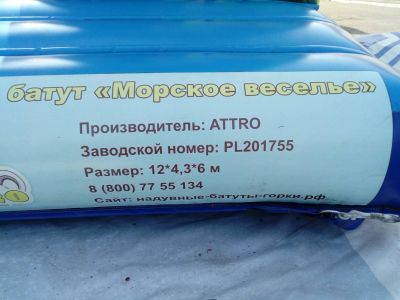 батут «Морское веселье»
Производитель: ATTRO
Заводской номер: PL201755
Размер: 12*4,3*6 м
8 (800) 77 55 134
Сайт: надувные-батуты-горки.рф